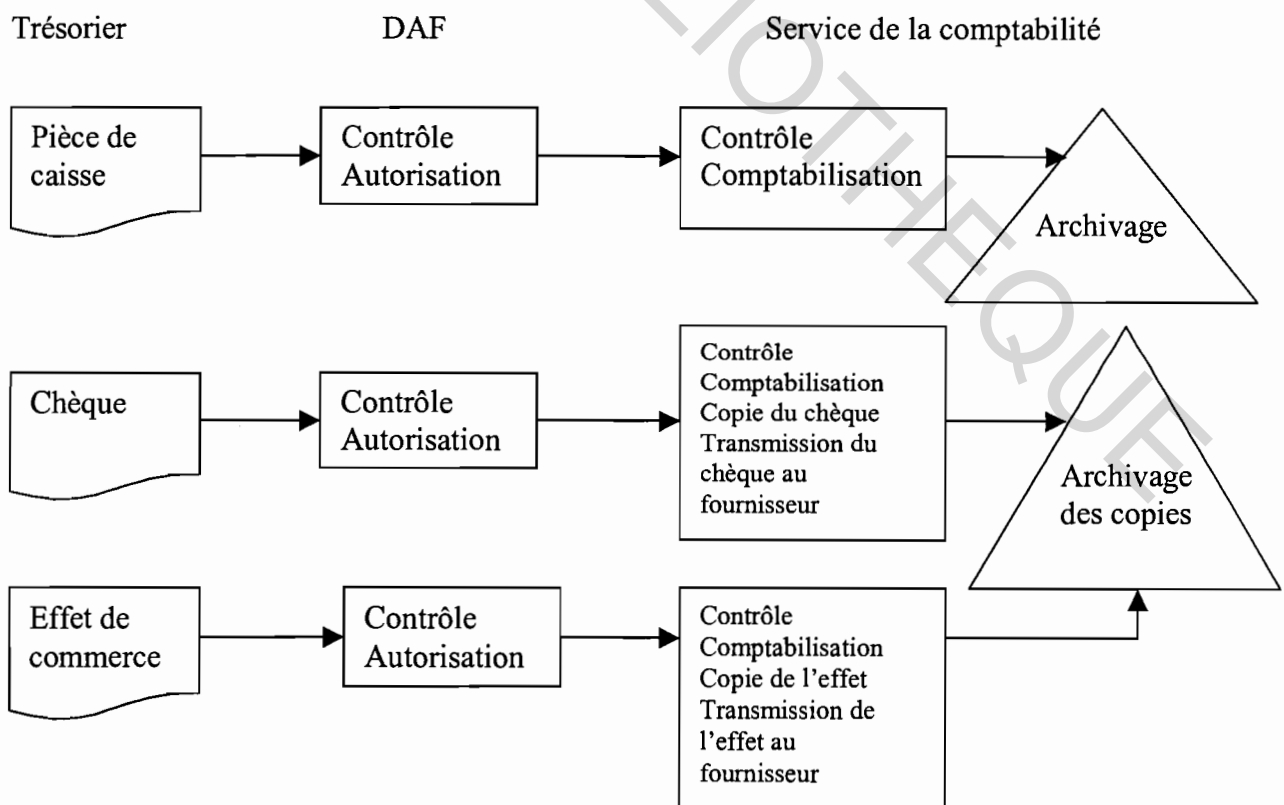 Trésorier DAF Service de la comptabilité
Pièce de
caisse
Contrôle
Autorisation
Contrôle
Comptabilisation
Archivage
Chèque
Contrôle
Autorisation
Contrôle
Comptabilisation
Copie du chèque
Transmission du
chèque au
fournisseur
Archivage
des copies
Effet de
commerce
Contrôle
Autorisation
Contrôle
Comptabilisation
Copie de l'effet
Transmission de
l'effet au
fournisseur
LIOTHEQUE